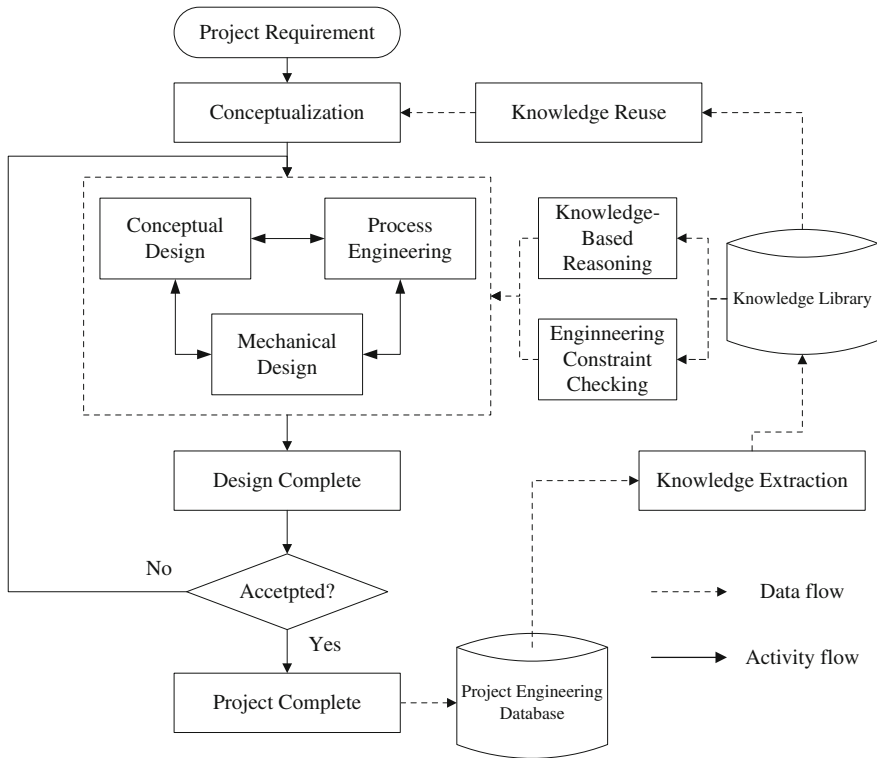 Project Requirement
Conceptualization
Knowledge Reuse
Conceptual
Design
Process
Engineering
Mechanical
Design
Knowledge-
Based
Reasoning
Enginneering
Constraint
Checking
Knowledge Library
Design Complete
Knowledge Extraction
No
Accetpted?
Yes
Project Complete
Project Engineering
Database
Data flow
Activity flow